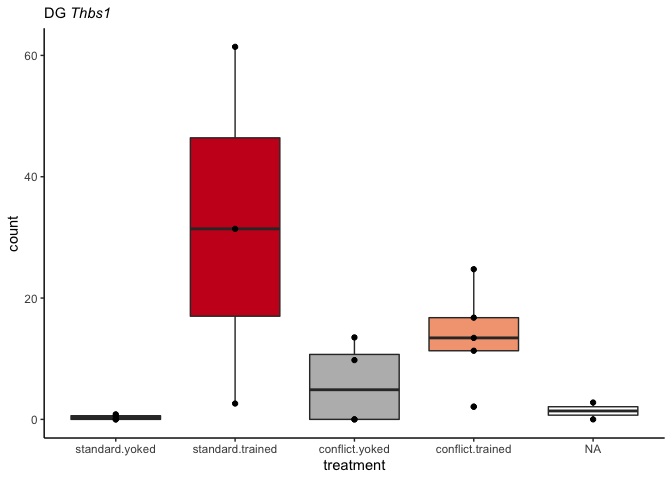 DG Thbs1
60
40
20
0
count
standard.yoked standard.trained conflict.yoked conflict.trained NA
treatment